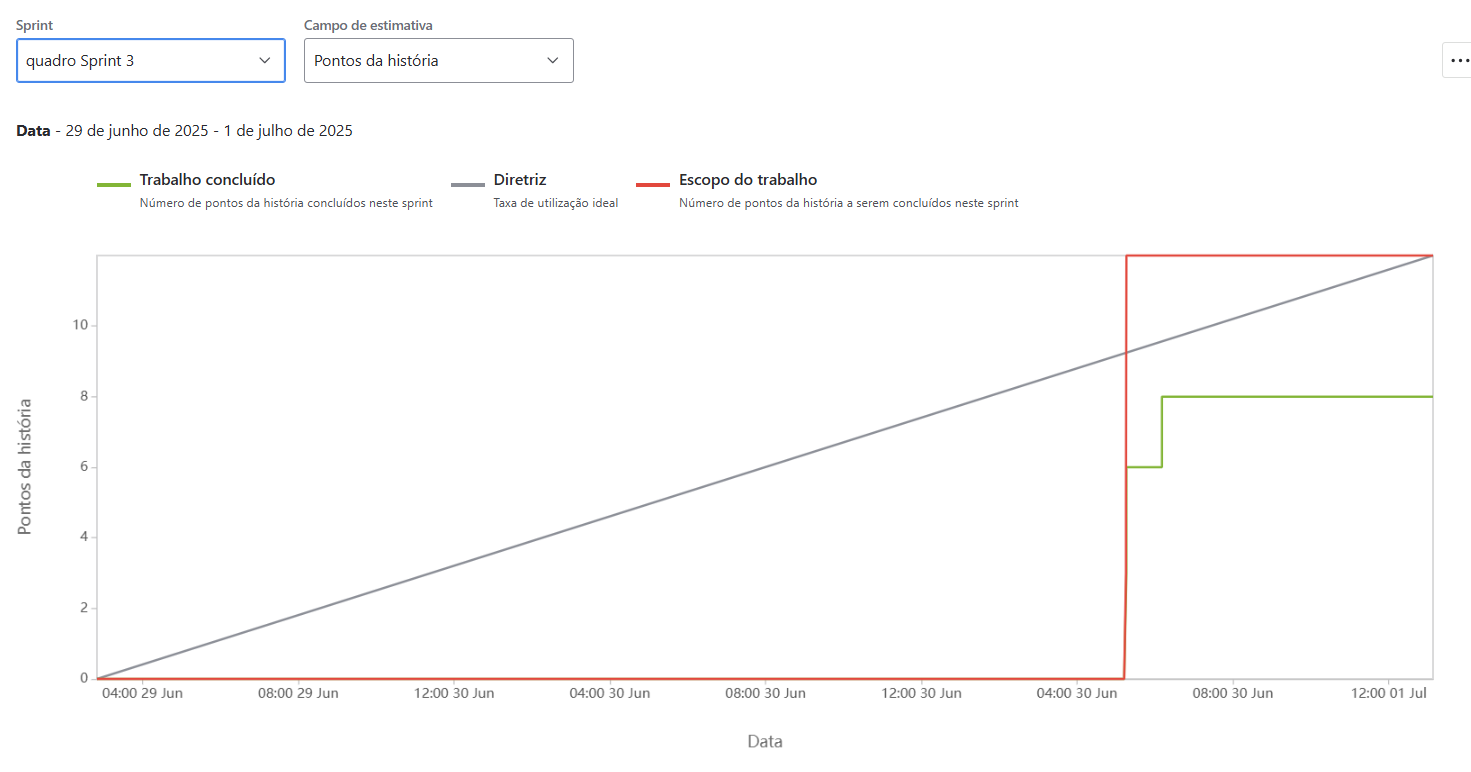 Sprint Campo de estimativa
quadro Sprint 3 Pontos da história
Data - 29 de junho de 2025 - 1 de julho de 2025
Trabalho concluído Diretriz Escopo do trabalho
Número de pontos da história concluídos neste sprint Taxa de utilização ideal Número de pontos da história a serem concluídos neste sprint
10
8
6
4
2
0
Pontos da história
04:00 29 Jun 08:00 29 Jun 12:00 30 Jun 04:00 30 Jun 08:00 30 Jun 12:00 30 Jun 04:00 30 Jun 08:00 30 Jun 12:00 01 Jul
Data